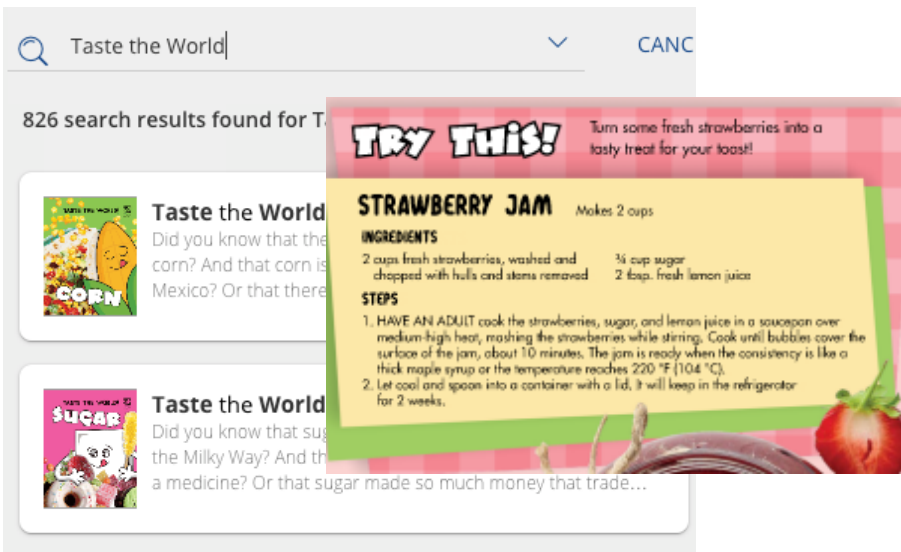 Taste the World
CANC
826 search results found for T
Taste the World
Did you know that the
corn? And that corn is
Mexico? Or that there
TASTE THE WORLD
CORN
Taste the World
Did you know that sug
the Milky Way? And th
a medicine? Or that sugar made so much money that trade...
TASTE THE WORLD
SUGAR
TRY THIS!
Turn some fresh strawberries into a
tasty treat for your toast!
STRAWBERRY JAM
Makes 2 cups
INGREDIENTS
2 cups fresh strawberries, washed and
chopped with hulls and stems removed
¾ cup sugar
2 tbsp. fresh lemon juice
STEPS
1. HAVE AN ADULT cook the strawberries, sugar, and lemon juice in a saucepan over
medium-high heat, mashing the strawberries while stirring. Cook until bubbles cover the
surface of the jam, about 10 minutes. The jam is ready when the consistency is like a
thick maple syrup or the temperature reaches 220 °F (104 °C).
2. Let cool and spoon into a container with a lid. It will keep in the refrigerator
for 2 weeks.